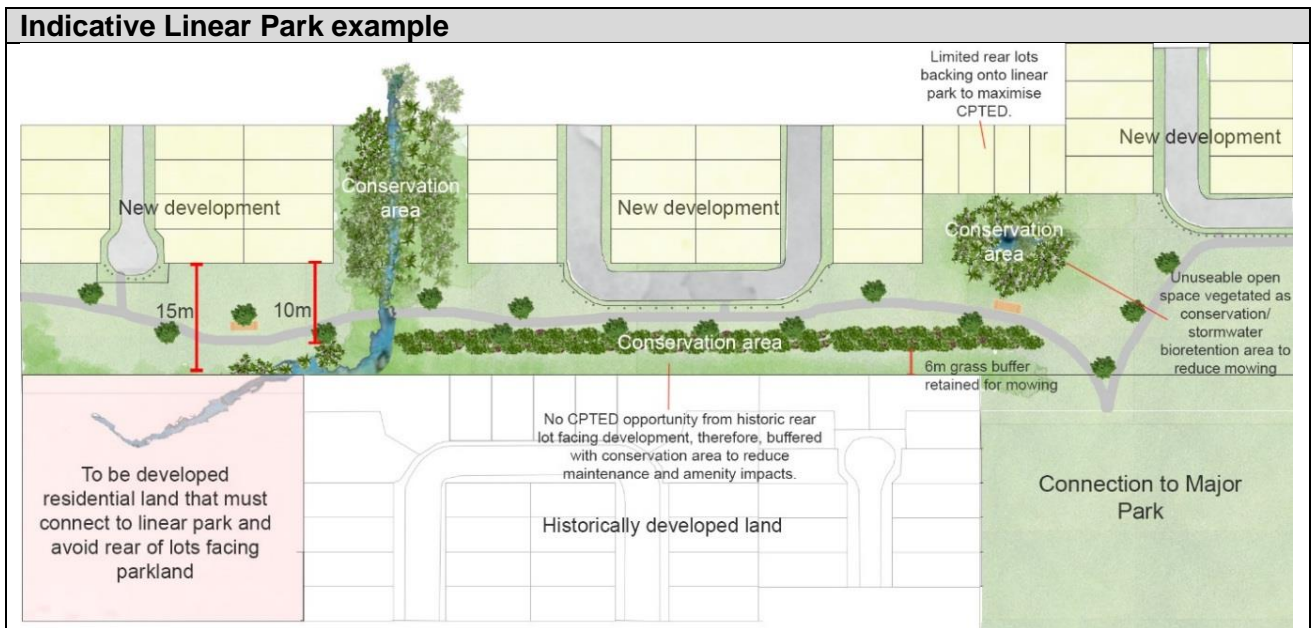 Indicative Linear Park example
Limited rear lots
backing onto linear
park to maximise
CPTED.
New development
Conservation
area
New development
New development
Conservation
area
15m
10m
Unuseable open
space vegetated as
conservation/
stormwater
bioretention area to
reduce mowing
Conservation area
6m grass buffer
retained for mowing
No CPTED opportunity from historic rear
lot facing development, therefore, buffered
with conservation area to reduce
maintenance and amenity impacts.
To be developed
residential land that must
connect to linear park and
avoid rear of lots facing
parkland
Historically developed land
Connection to Major
Park